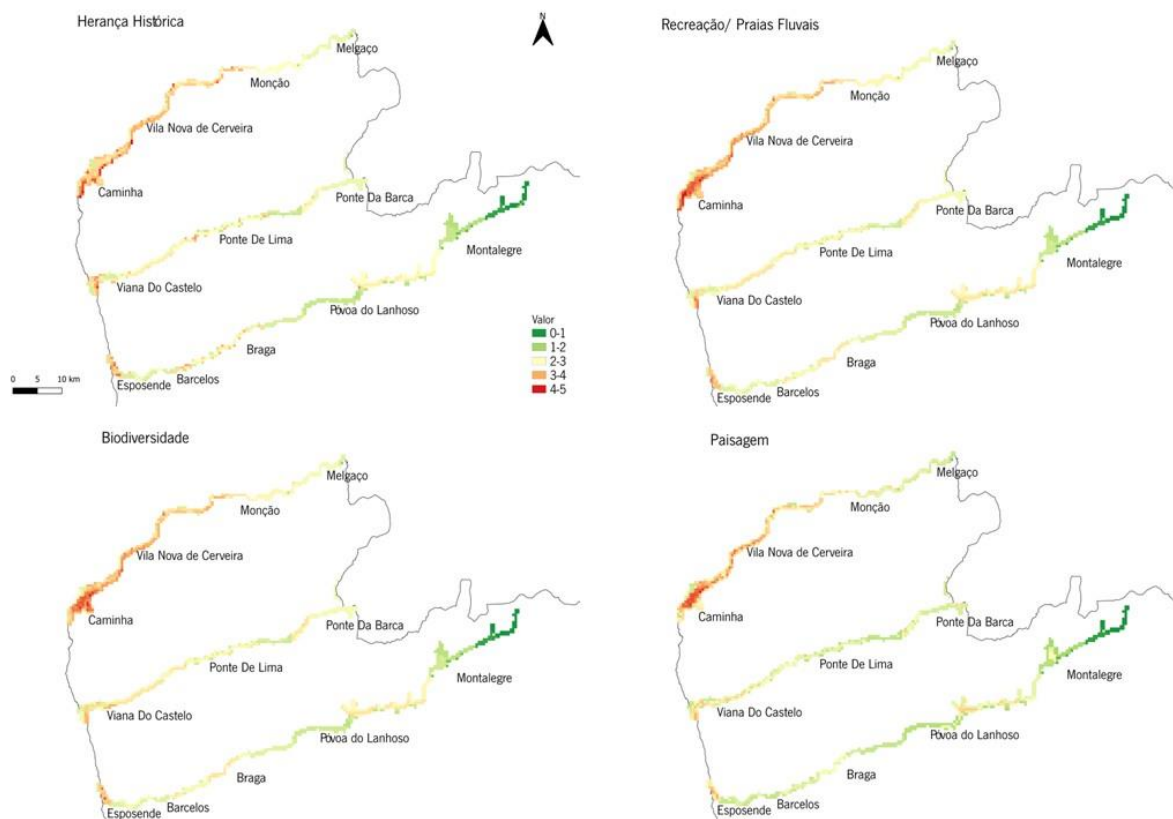 Herança Histórica
N
Melgaço
Monção
Vila Nova de Cerveira
Caminha
Ponte Da Barca
Ponte De Lima
Montalegre
Viana Do Castelo
Póvoa do Lanhoso
Braga
Esposende
Barcelos
0 5 10 km
Valor
0-1
1-2
2-3
3-4
4-5
Recreação/ Praias Fluvais
Melgaço
Monção
Vila Nova de Cerveira
Caminha
Ponte Da Barca
Ponte De Lima
Montalegre
Viana Do Castelo
Póvoa do Lanhoso
Braga
Esposende
Barcelos
Biodiversidade
Melgaço
Monção
Vila Nova de Cerveira
Caminha
Ponte Da Barca
Ponte De Lima
Montalegre
Viana Do Castelo
Póvoa do Lanhoso
Braga
Esposende
Barcelos
Paisagem
Melgaço
Monção
Vila Nova de Cerveira
Caminha
Ponte Da Barca
Ponte De Lima
Montalegre
Viana Do Castelo
Póvoa do Lanhoso
Braga
Esposende
Barcelos